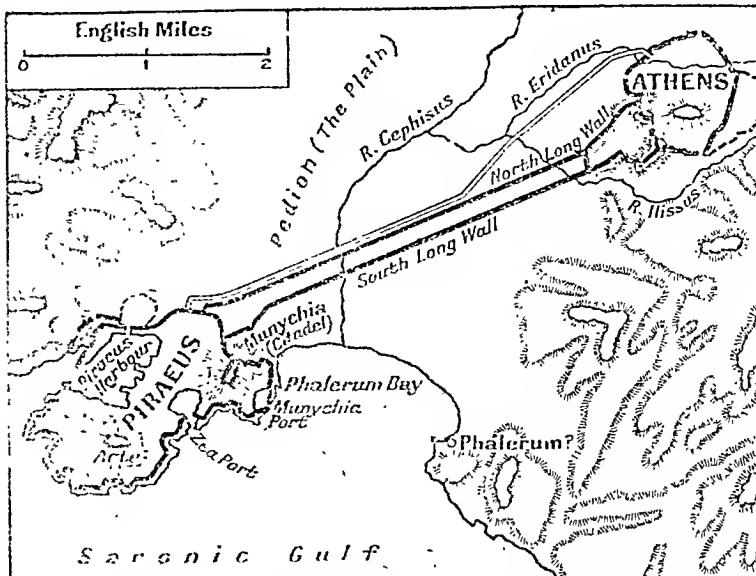 English Miles
0 1 2
Pedion (The Plain)
R. Cephisus
R. Eridanus
ATHENS
North Long Wall
South Long Wall
R. Ilissus
Munychia
(Citadel)
Piraeus
Harbour
PIRAEUS
Phalerum Bay
Munychia
Port
Zea Port
Acte
Phalerum?
Saronic Gulf